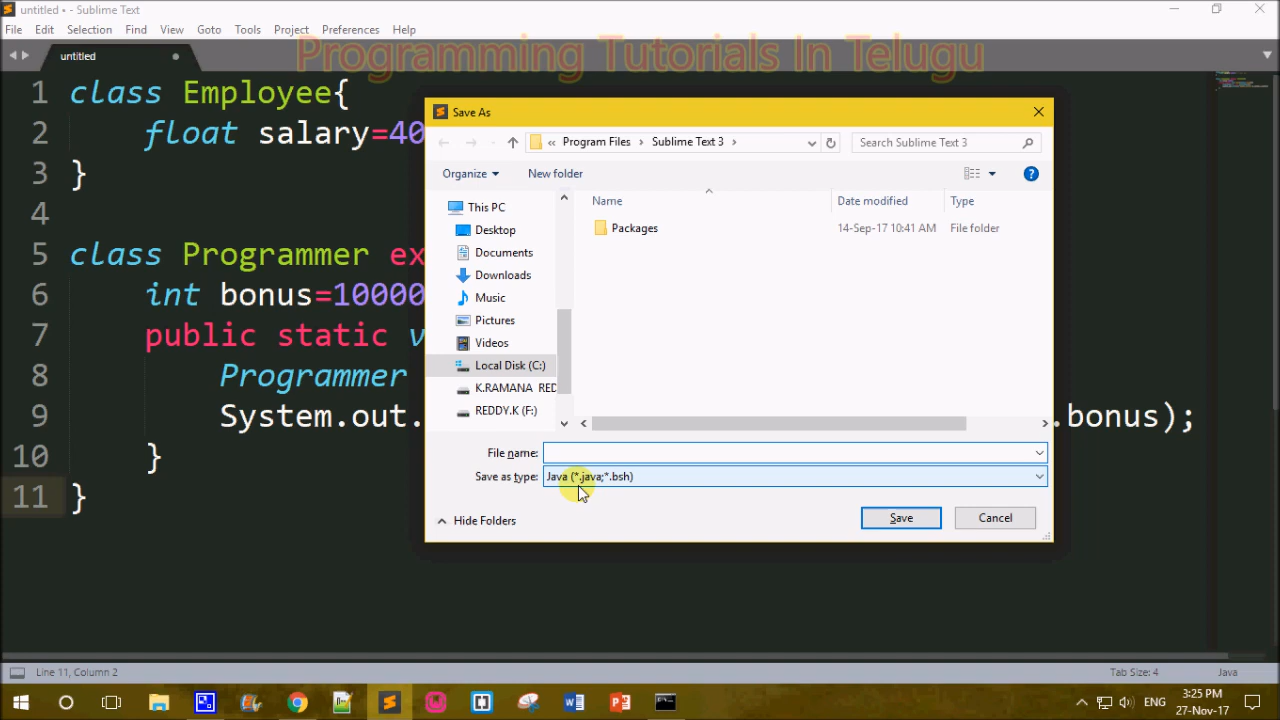 untitled • - Sublime Text
File Edit Selection Find View Goto Tools Project Preferences Help
Programming Tutorials In Telugu
untitled
1 class Employee{
2 float salary=40
3 }
4
5 class Programmer ex
6 int bonus=10000
7 public static v
8 Programmer
9 System.out. .bonus);
10 }
11 }
Save As
« Program Files › Sublime Text 3 ›
Search Sublime Text 3
Organize New folder
Name Date modified Type
This PC
Desktop
Documents
Downloads
Music
Pictures
Videos
Local Disk (C:)
K.RAMANA RED
REDDY.K (F:)
Packages 14-Sep-17 10:41 AM File folder
File name:
Save as type: Java (*.java;*.bsh)
Hide Folders
Save Cancel
Line 11, Column 2
Tab Size: 4 Java
ENG
3:25 PM
27-Nov-17